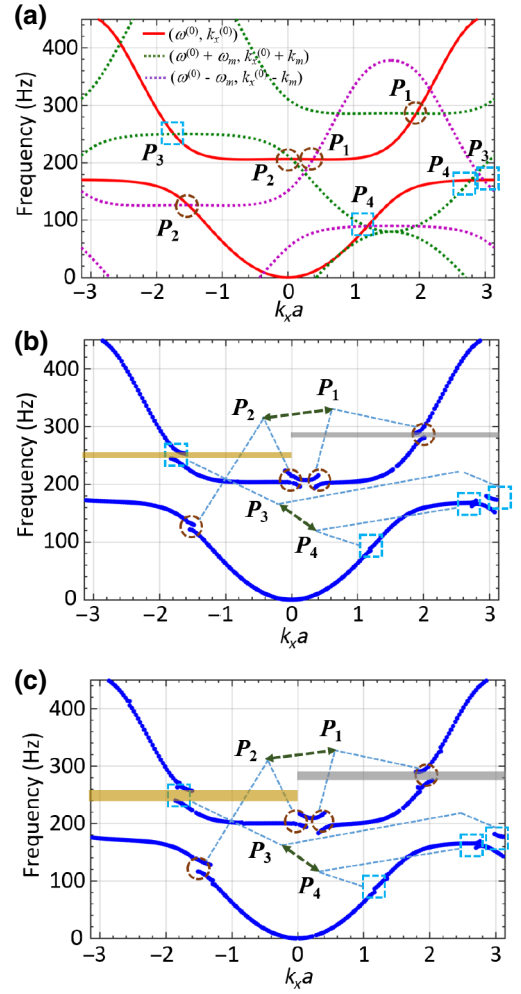 (a)
(ω⁽⁰⁾, kₓ⁽⁰⁾)
(ω⁽⁰⁾ + ωₘ, kₓ⁽⁰⁾ + kₘ)
(ω⁽⁰⁾ - ωₘ, kₓ⁽⁰⁾ - kₘ)
Frequency (Hz)
400
300
200
100
0
P₁
P₃
P₂
P₁
P₄
P₃
P₂
P₄
−3 −2 −1 0 1 2 3
kₓa
(b)
Frequency (Hz)
400
300
200
100
0
P₂
P₁
P₃
P₄
−3 −2 −1 0 1 2 3
kₓa
(c)
Frequency (Hz)
400
300
200
100
0
P₂
P₁
P₃
P₄
−3 −2 −1 0 1 2 3
kₓa